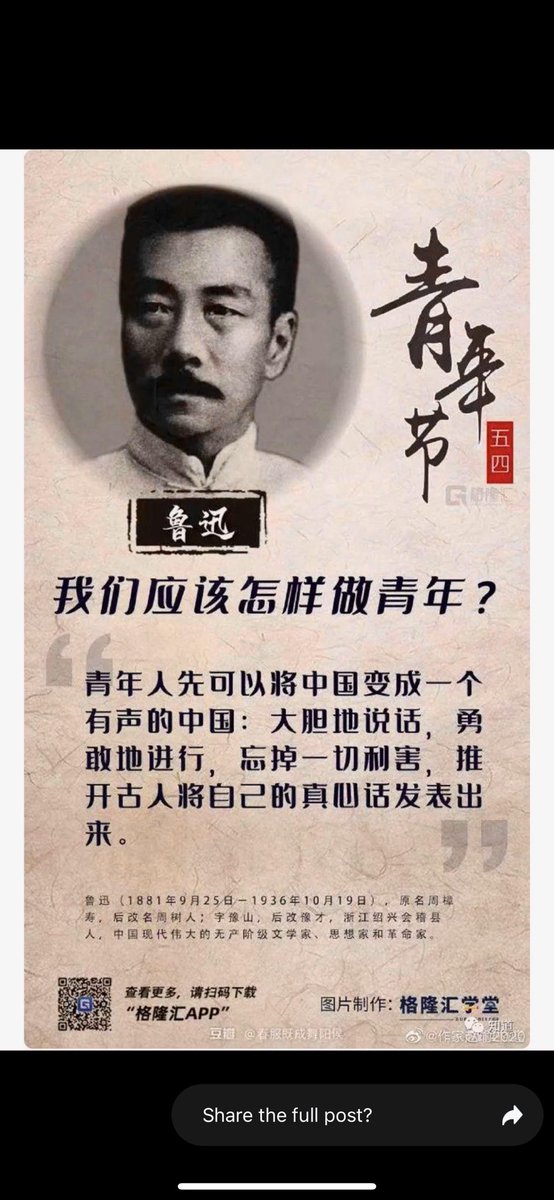 青年节
五四
格隆汇
鲁迅
我们应该怎样做青年?
“
青年人先可以将中国变成一个
有声的中国:大胆地说话,勇
敢地进行,忘掉一切利害,推
开古人将自己的真心话发表出
来。
”
鲁迅(1881年9月25日-1936年10月19日),原名周樟
寿,后改名周树人;字豫山,后改豫才,浙江绍兴会稽县
人,中国现代伟大的无产阶级文学家、思想家和革命家。
查看更多,请扫码下载
“格隆汇APP”
图片制作:格隆汇学堂
豆瓣 @春服既成舞阳侯
Share the full post?